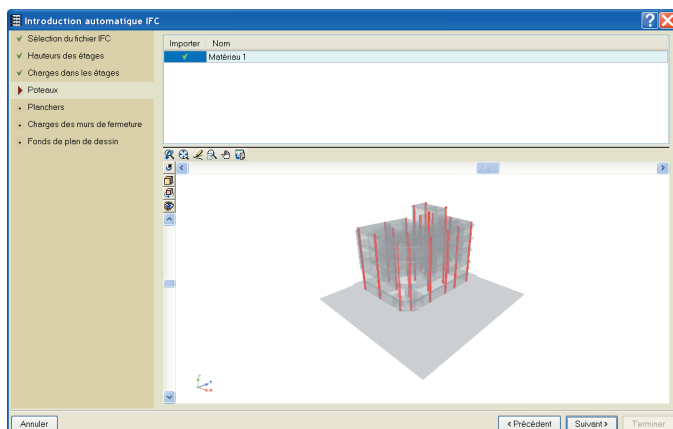 Introduction automatique IFC
Sélection du fichier IFC
Hauteurs des étages
Charges dans les étages
Poteaux
Planchers
Charges des murs de fermeture
Fonds de plan de dessin
Importer Nom
Matériau 1
Annuler
< Précédent
Suivant >
Terminer